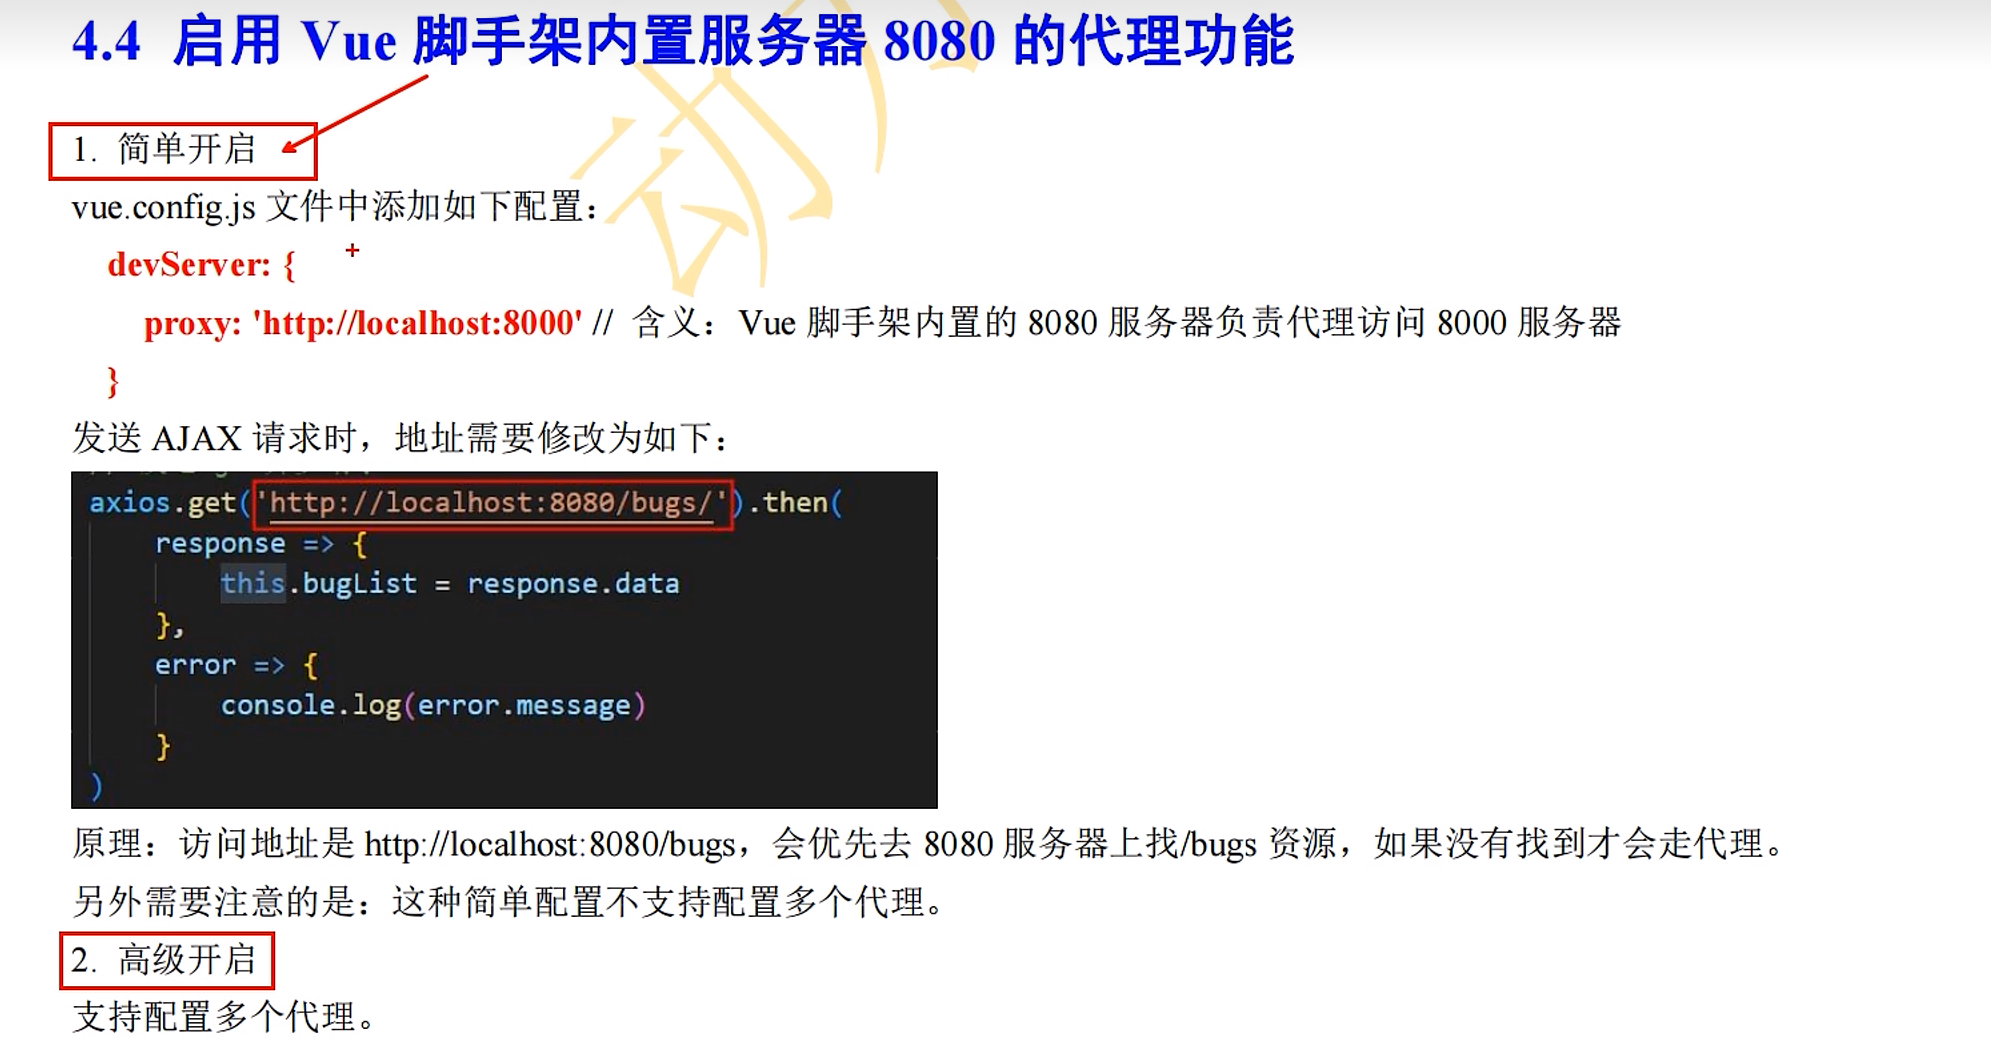 4.4 启用 Vue 脚手架内置服务器 8080 的代理功能
1. 简单开启
vue.config.js 文件中添加如下配置：
devServer: {
proxy: 'http://localhost:8000' // 含义：Vue 脚手架内置的 8080 服务器负责代理访问 8000 服务器
}
发送 AJAX 请求时，地址需要修改为如下：
axios.get('http://localhost:8080/bugs/').then(
response => {
this.bugList = response.data
},
error => {
console.log(error.message)
}
)
原理：访问地址是 http://localhost:8080/bugs，会优先去 8080 服务器上找/bugs 资源，如果没有找到才会走代理。
另外需要注意的是：这种简单配置不支持配置多个代理。
2. 高级开启
支持配置多个代理。
动